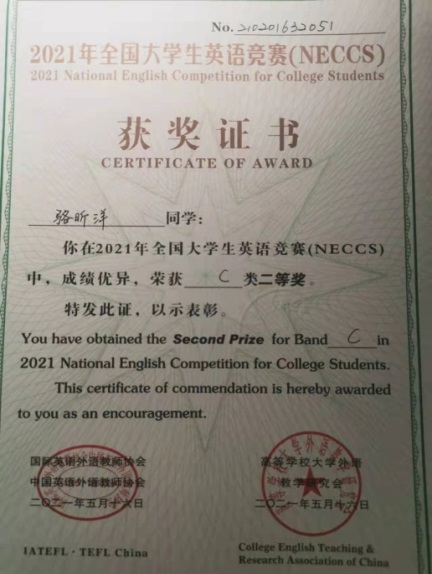 No. 210201632051
2021年全国大学生英语竞赛(NECCS)
2021 National English Competition for College Students
获奖证书
CERTIFICATE OF AWARD
骆昕洋 同学:
你在2021年全国大学生英语竞赛(NECCS)
中，成绩优异，荣获 C 类二等奖。
特发此证，以示表彰。
You have obtained the Second Prize for Band C in
2021 National English Competition for College Students.
This certificate of commendation is hereby awarded
to you as an encouragement.
国际英语外语教师协会
中国英语外语教师协会
二〇二一年五月十六日
高等学校大学外语
教学研究会
二〇二一年五月十六日
IATEFL · TEFL China
College English Teaching &
Research Association of China